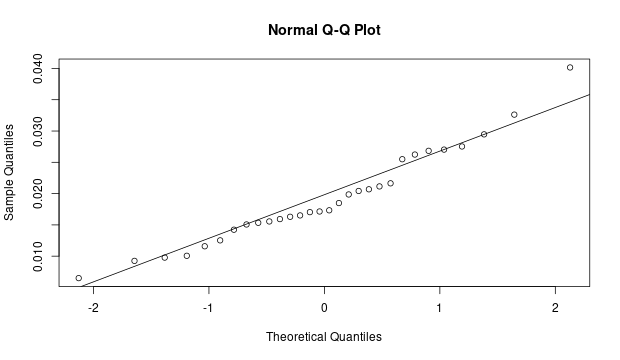 Normal Q-Q Plot
Sample Quantiles
0.040
0.030
0.020
0.010
-2 -1 0 1 2
Theoretical Quantiles